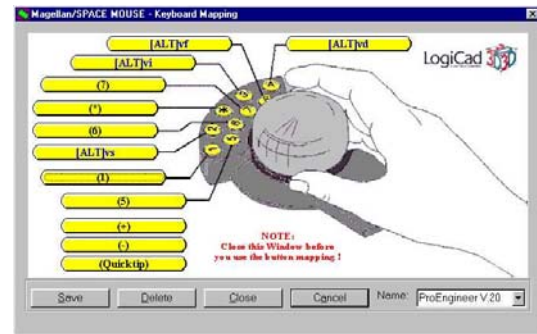 Magellan/SPACE MOUSE - Keyboard Mapping
[ALT]vf
[ALT]vd
[ALT]vi
LogiCad 3D
(7)
(*)
(6)
[ALT]vs
(1)
(5)
(+)
(-)
(Quicktip)
NOTE:
Close this Window before
you use the button mapping !
Save
Delete
Close
Cancel
Name:
ProEngineer V.20